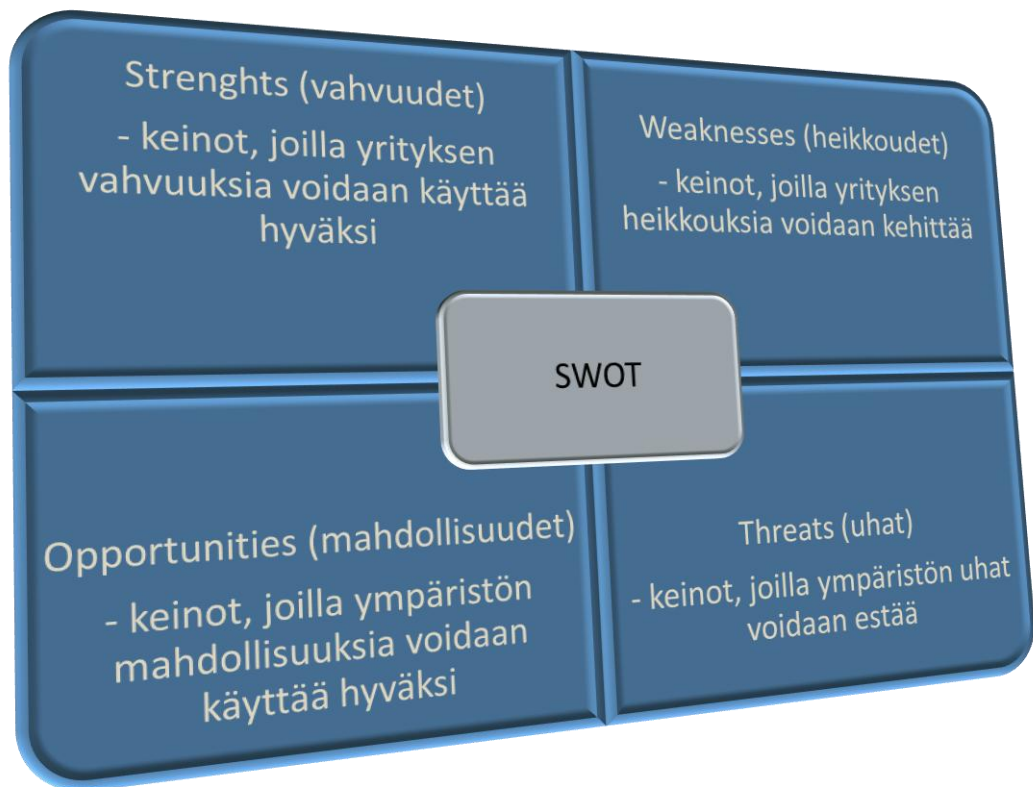 Strenghts (vahvuudet)
- keinot, joilla yrityksen
vahvuuksia voidaan käyttää
hyväksi
Weaknesses (heikkoudet)
- keinot, joilla yrityksen
heikkouksia voidaan kehittää
SWOT
Opportunities (mahdollisuudet)
- keinot, joilla ympäristön
mahdollisuuksia voidaan
käyttää hyväksi
Threats (uhat)
- keinot, joilla ympäristön uhat
voidaan estää